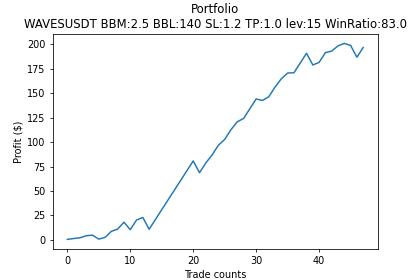 Portfolio
WAVESUSDT BBM:2.5 BBL:140 SL:1.2 TP:1.0 lev:15 WinRatio:83.0
200
175
150
125
100
75
50
25
0
Profit ($)
0 10 20 30 40
Trade counts